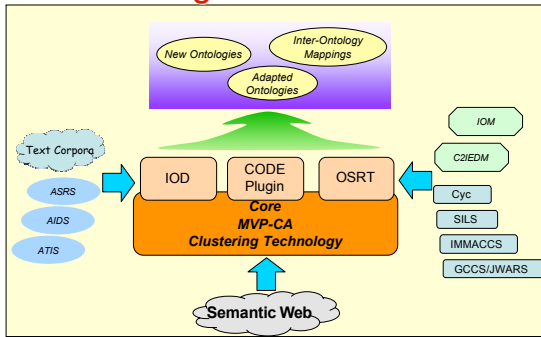 New Ontologies
Inter-Ontology
Mappings
Adapted
Ontologies
Text Corpora
ASRS
AIDS
ATIS
IOD
CODE
Plugin
OSRT
Core
MVP-CA
Clustering Technology
Semantic Web
IOM
C2IEDM
Cyc
SILS
IMMACCS
GCCS/JWARS